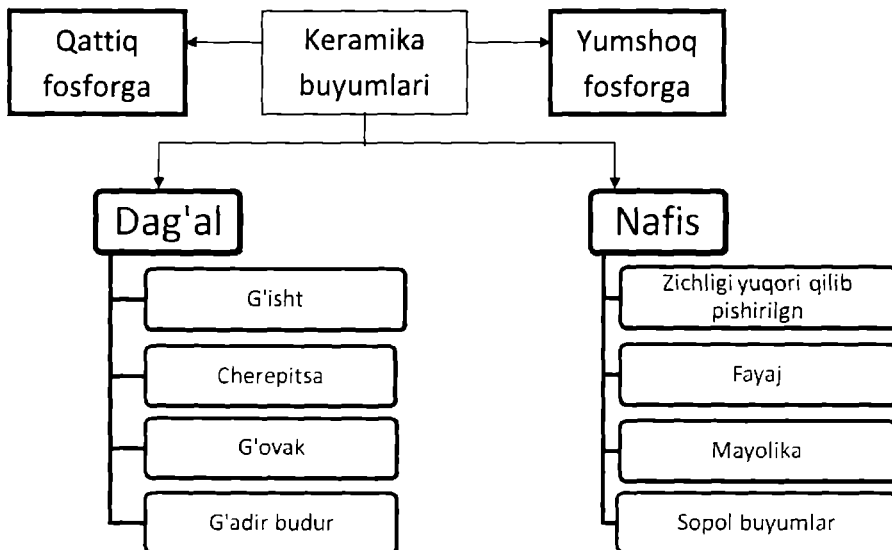 Qattiq
fosforga
Keramika
buyumlari
Yumshoq
fosforga
Dag'al
Nafis
G'isht
Cherepitsa
G'ovak
G'adir budur
Zichligi yuqori qilib
pishirilgn
Fayaj
Mayolika
Sopol buyumlar